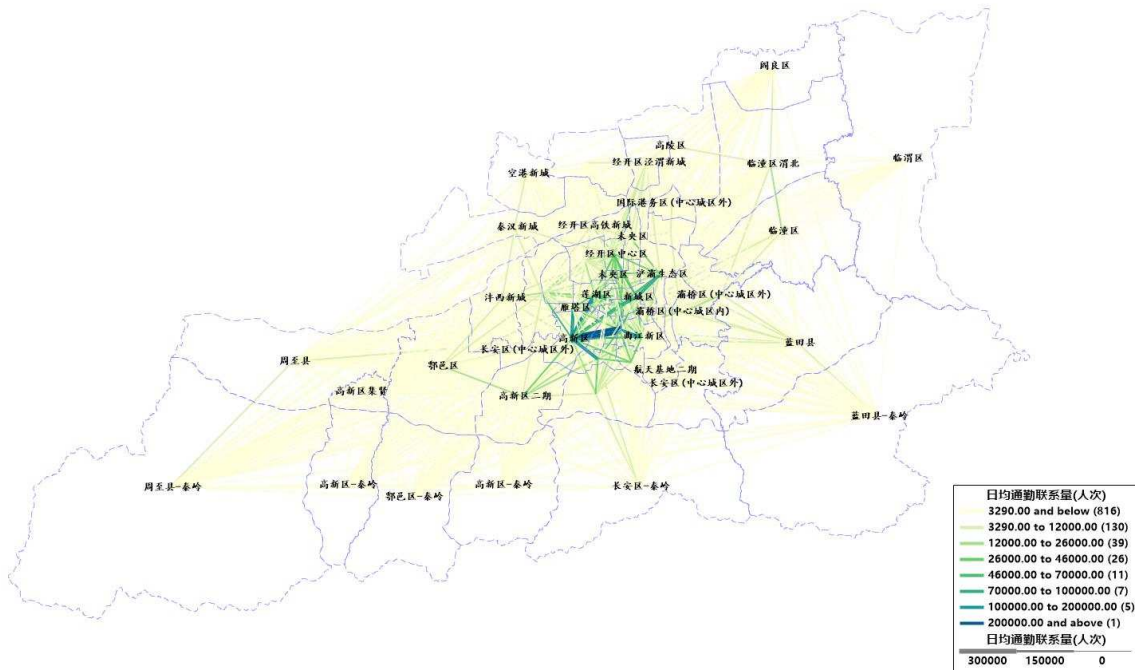 阎良区
高陵区
经开区泾渭新城
临潼区渭北
临渭区
空港新城
国际港务区(中心城区外)
秦汉新城
经开区高铁新城
未央区
临潼区
经开区中心区
未央区
浐灞生态区
沣西新城
莲湖区
新城区
灞桥区(中心城区外)
雁塔区
灞桥区(中心城区内)
高新区
曲江新区
长安区(中心城区外)
蓝田县
周至县
鄠邑区
航天基地二期
长安区(中心城区外)
高新区集贤
高新区二期
蓝田县-秦岭
周至县-秦岭
高新区-秦岭
鄠邑区-秦岭
高新区-秦岭
长安区-秦岭
日均通勤联系量(人次)
3290.00 and below (816)
3290.00 to 12000.00 (130)
12000.00 to 26000.00 (39)
26000.00 to 46000.00 (26)
46000.00 to 70000.00 (11)
70000.00 to 100000.00 (7)
100000.00 to 200000.00 (5)
200000.00 and above (1)
日均通勤联系量(人次)
300000 150000 0